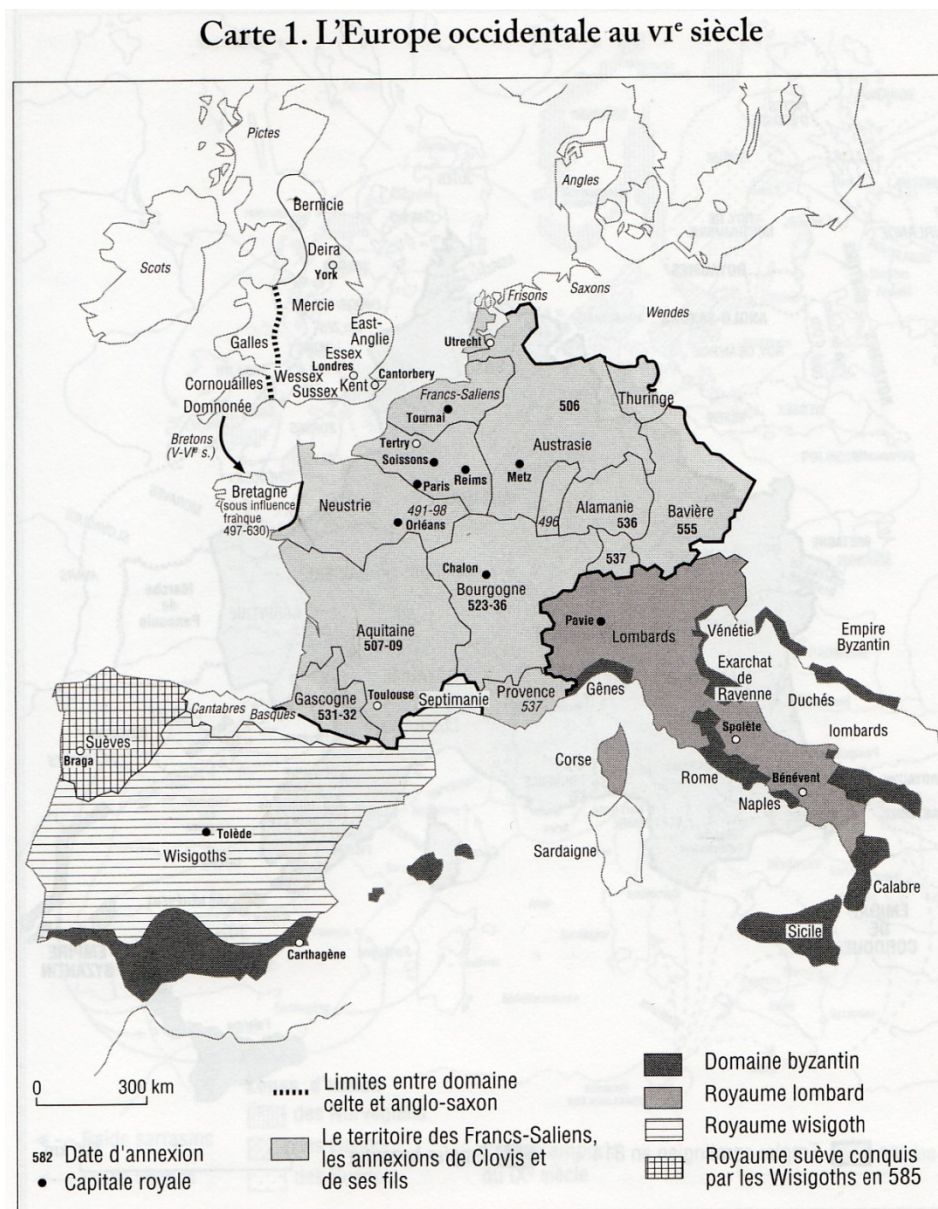 Carte 1. L'Europe occidentale au VIe siècle
Pictes
Angles
Bernicie
Deira
York
Scots
Mercie
Frisons
Saxons
Wendes
Galles
East-
Anglie
Utrecht
Essex
Londres
Cantorbery
Kent
Wessex
Sussex
Cornouailles
Domnonée
Francs-Saliens
Tournai
506
Thuringe
Bretons
(V-VIe s.)
Tertry
Soissons
Austrasie
Reims
Metz
Paris
Bretagne
(sous influence
franque
497-630)
Neustrie
491-98
Orléans
496
Alamanie
536
Bavière
555
537
Chalon
Bourgogne
523-36
Aquitaine
507-09
Pavie
Lombards
Vénétie
Empire
Byzantin
Exarchat
de
Ravenne
Duchés
lombards
Gascogne
531-32
Toulouse
Septimanie
Provence
537
Gênes
Cantabres
Basques
Suèves
Braga
Spolète
Corse
Rome
Bénévent
Naples
Tolède
Wisigoths
Sardaigne
Calabre
Sicile
Carthagène
0 300 km
582 Date d'annexion
Capitale royale
Limites entre domaine
celte et anglo-saxon
Le territoire des Francs-Saliens,
les annexions de Clovis et
de ses fils
Domaine byzantin
Royaume lombard
Royaume wisigoth
Royaume suève conquis
par les Wisigoths en 585